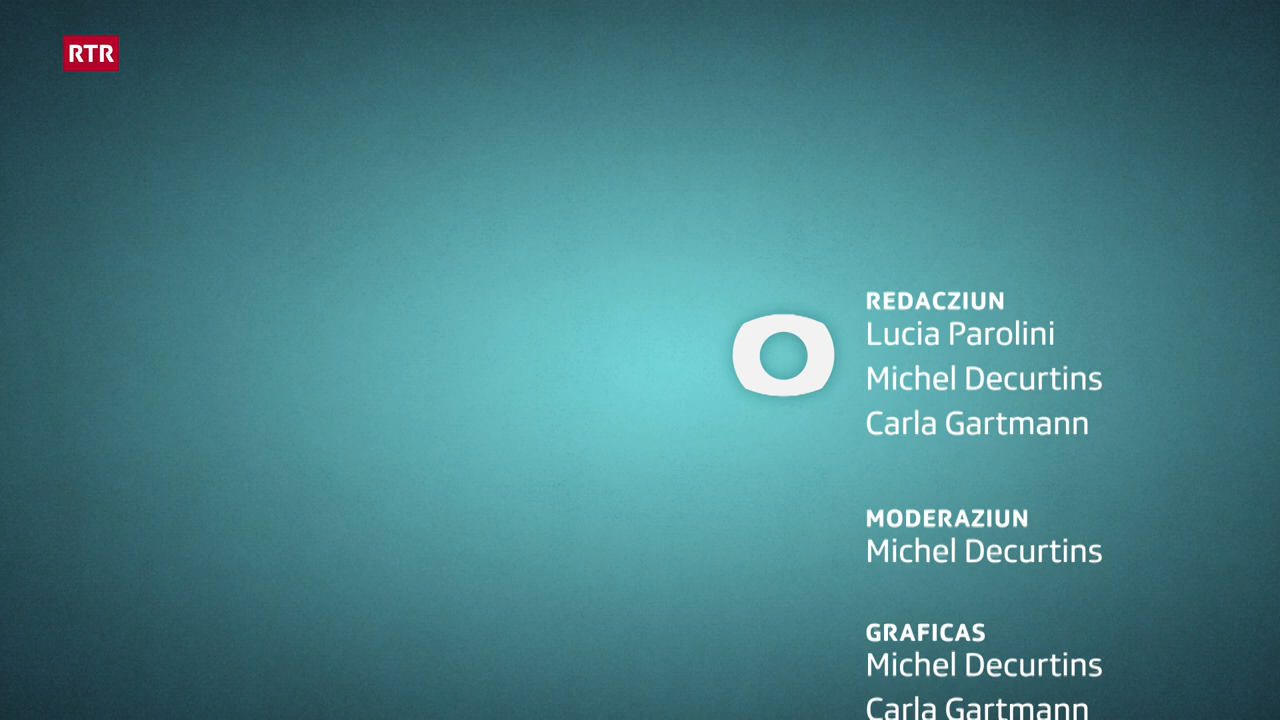 RTR
REDACZIUN
Lucia Parolini
Michel Decurtins
Carla Gartmann
MODERAZIUN
Michel Decurtins
GRAFICAS
Michel Decurtins
Carla Gartmann